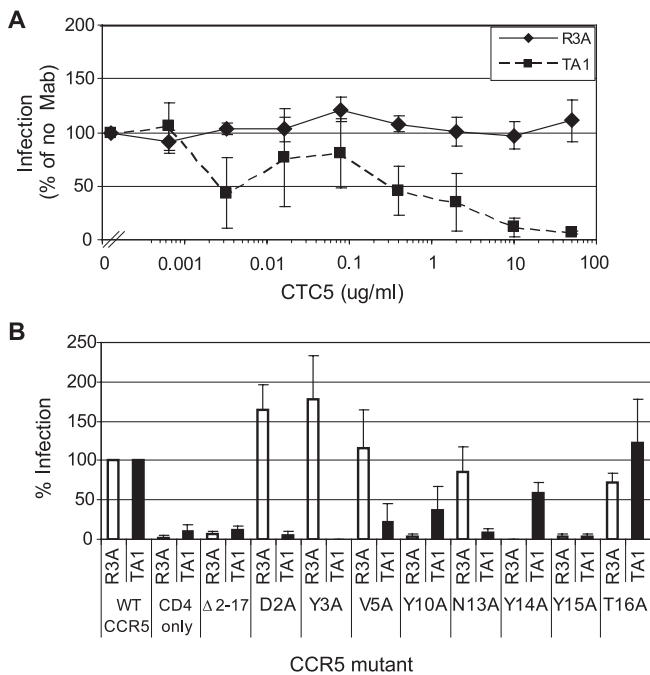 A
200
150
100
50
0
Infection
(% of no Mab)
R3A
TA1
0 0.001 0.01 0.1 1 10 100
CTC5 (ug/ml)
B
250
200
150
100
50
0
% Infection
R3A TA1 R3A TA1 R3A TA1 R3A TA1 R3A TA1 R3A TA1 R3A TA1 R3A TA1 R3A TA1 R3A TA1 R3A TA1
WT CCR5
CD4 only
Δ 2-17
D2A
Y3A
V5A
Y10A
N13A
Y14A
Y15A
T16A
CCR5 mutant